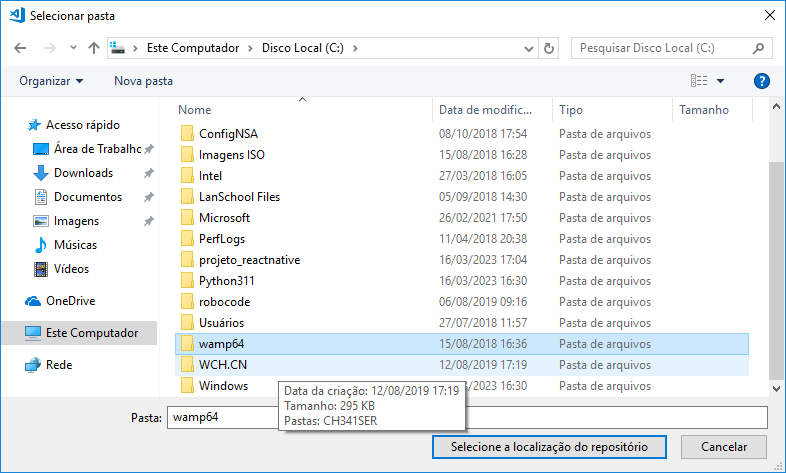 Selecionar pasta
Este Computador > Disco Local (C:) >
Pesquisar Disco Local (C:)
Organizar
Nova pasta
?
Nome Data de modific... Tipo Tamanho
Acesso rápido
Área de Trabalho
Downloads
Documentos
Imagens
Músicas
Vídeos
OneDrive
Este Computador
Rede
ConfigNSA 08/10/2018 17:54 Pasta de arquivos
Imagens ISO 15/08/2018 16:28 Pasta de arquivos
Intel 27/03/2018 16:05 Pasta de arquivos
LanSchool Files 05/09/2018 14:30 Pasta de arquivos
Microsoft 26/02/2021 17:50 Pasta de arquivos
PerfLogs 11/04/2018 20:38 Pasta de arquivos
projeto_reactnative 16/03/2023 17:04 Pasta de arquivos
Python311 16/03/2023 16:30 Pasta de arquivos
robocode 06/08/2019 09:16 Pasta de arquivos
Usuários 27/07/2018 11:57 Pasta de arquivos
wamp64 15/08/2018 16:36 Pasta de arquivos
WCH.CN 12/08/2019 17:19 Pasta de arquivos
Windows /2023 16:30 Pasta de arquivos
Data da criação: 12/08/2019 17:19
Tamanho: 295 KB
Pastas: CH341SER
Pasta: wamp64
Selecione a localização do repositório
Cancelar